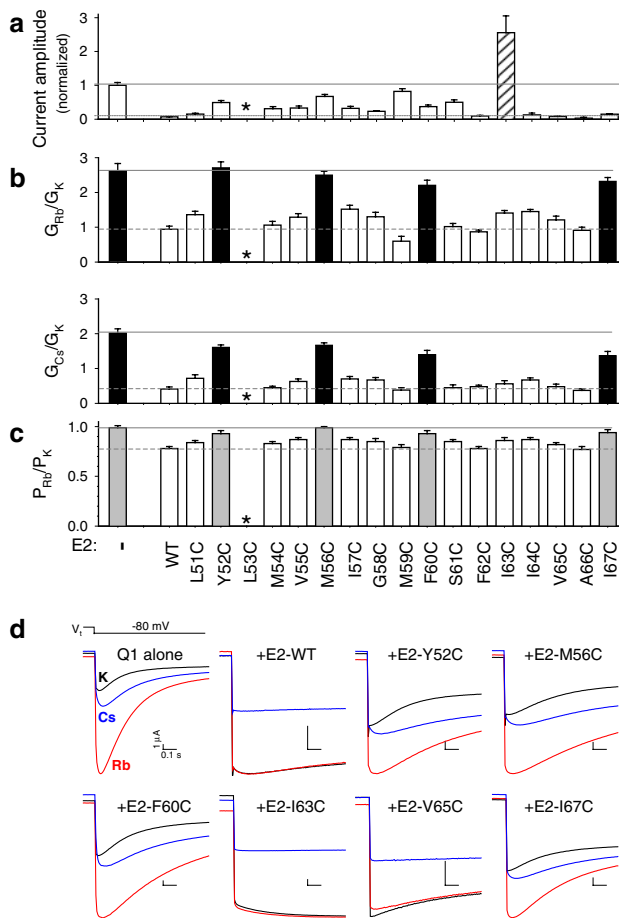 a
Current amplitude
(normalized)
3
2
1
0
*
b
G_Rb/G_K
3
2
1
0
*
G_Cs/G_K
3
2
1
0
*
c
P_Rb/P_K
1.0
0.5
0.0
*
E2: - WT L51C Y52C L53C M54C V55C M56C I57C G58C M59C F60C S61C F62C I63C I64C V65C A66C I67C
d
V_t -80 mV
Q1 alone
K
Cs
Rb
1 µA
0.1 s
+E2-WT
+E2-Y52C
+E2-M56C
+E2-F60C
+E2-I63C
+E2-V65C
+E2-I67C